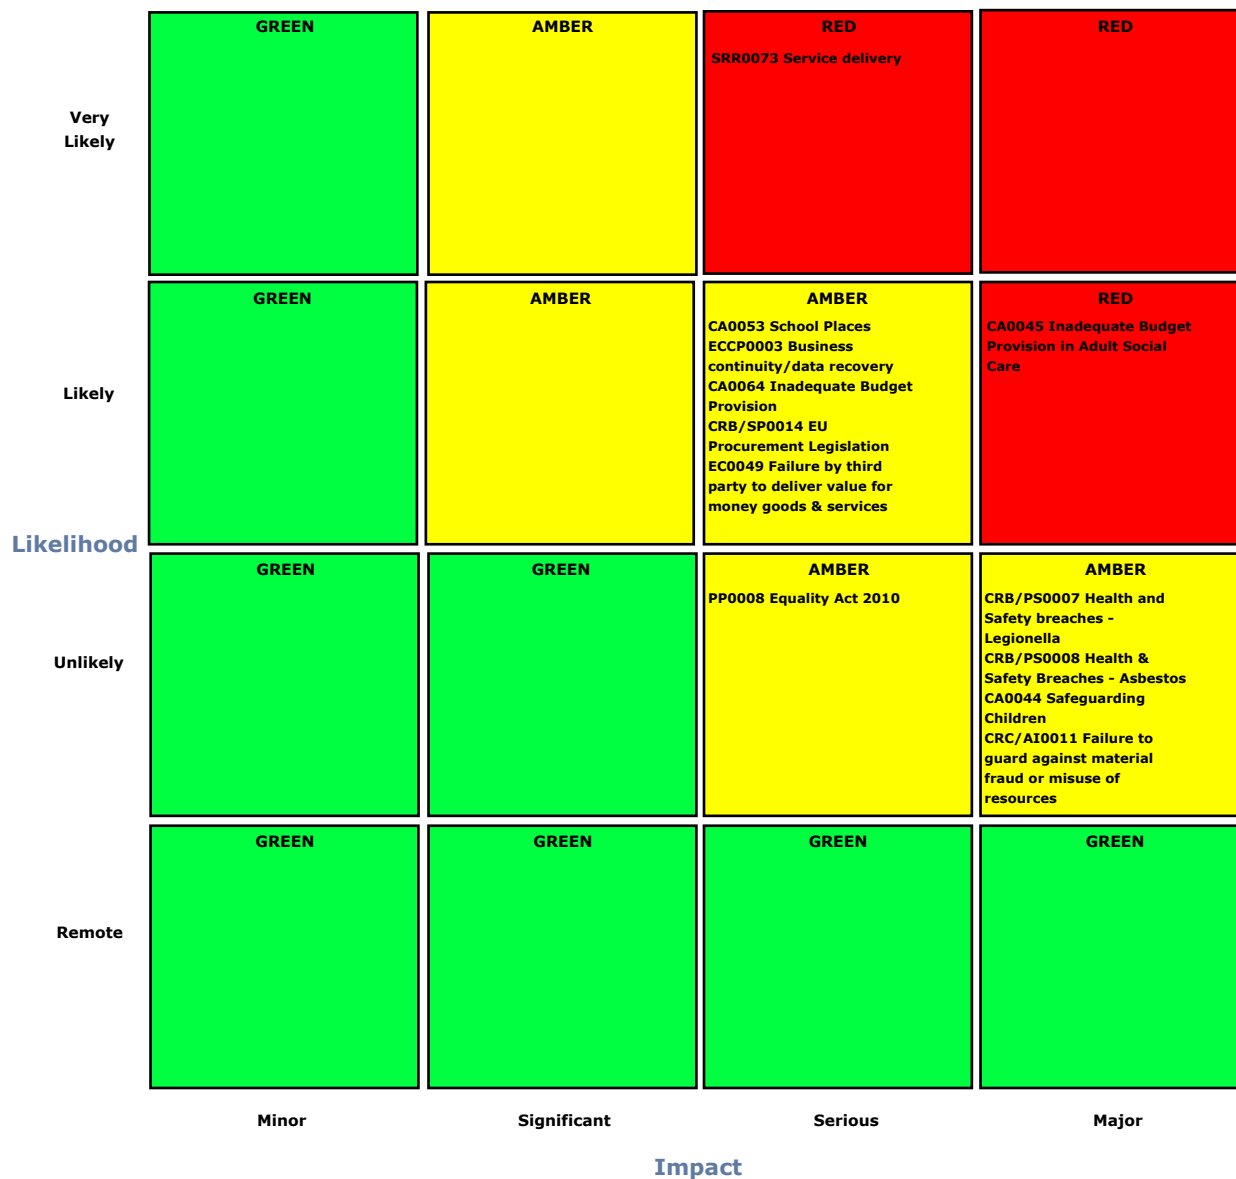 GREEN
AMBER
RED
RED
SRR0073 Service delivery
Very
Likely
GREEN
AMBER
AMBER
RED
CA0053 School Places
ECCP0003 Business
continuity/data recovery
CA0064 Inadequate Budget
Provision
CRB/SP0014 EU
Procurement Legislation
EC0049 Failure by third
party to deliver value for
money goods & services
CA0045 Inadequate Budget
Provision in Adult Social
Care
Likely
Likelihood
GREEN
GREEN
AMBER
AMBER
PP0008 Equality Act 2010
CRB/PS0007 Health and
Safety breaches -
Legionella
CRB/PS0008 Health &
Safety Breaches - Asbestos
CA0044 Safeguarding
Children
CRC/AI0011 Failure to
guard against material
fraud or misuse of
resources
Unlikely
GREEN
GREEN
GREEN
GREEN
Remote
Minor
Significant
Serious
Major
Impact